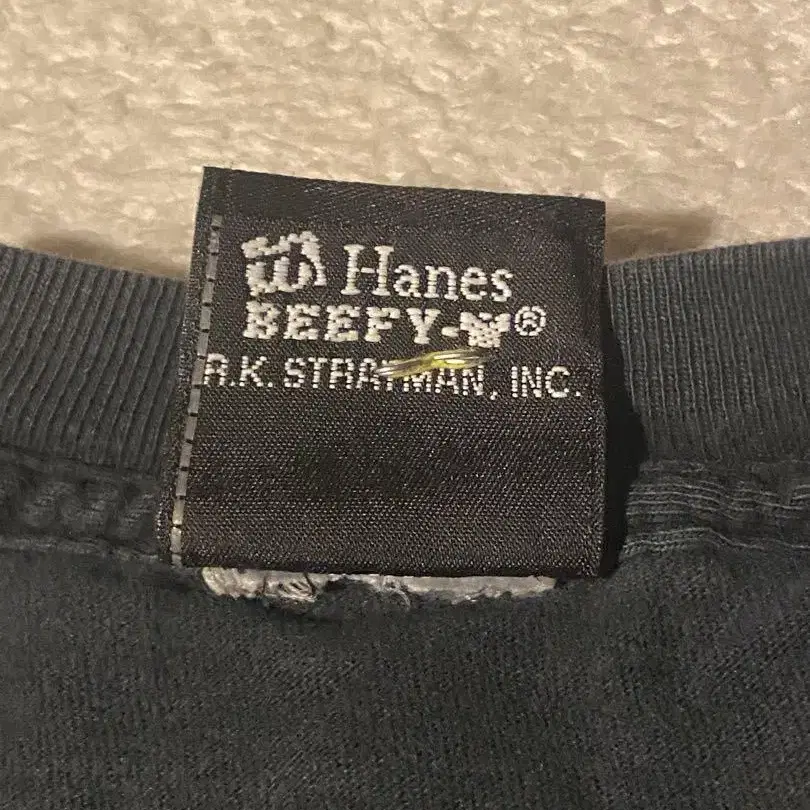 Hanes
BEEFY-T®
R.K. STRATMAN, INC.